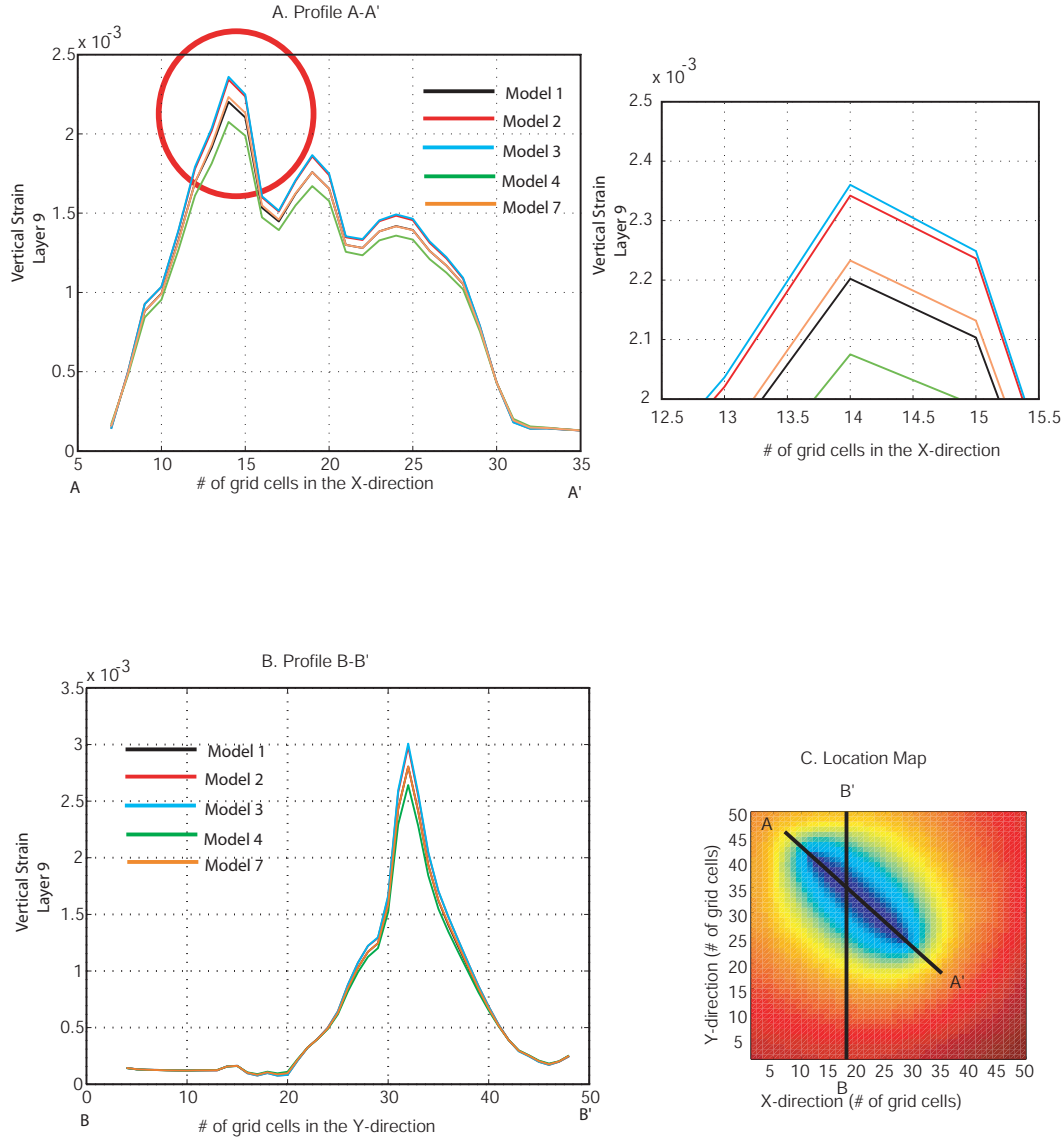 A. Profile A-A'
x 10-3
2.5
2
1.5
1
0.5
0
Vertical Strain
Layer 9
Model 1
Model 2
Model 3
Model 4
Model 7
5 10 15 20 25 30 35
# of grid cells in the X-direction
A A'
x 10-3
2.5
2.4
2.3
2.2
2.1
2
Vertical Strain
Layer 9
12.5 13 13.5 14 14.5 15 15.5
# of grid cells in the X-direction
B. Profile B-B'
x 10-3
3.5
3
2.5
2
1.5
1
0.5
0
Vertical Strain
Layer 9
Model 1
Model 2
Model 3
Model 4
Model 7
0 10 20 30 40 50
# of grid cells in the Y-direction
B B'
C. Location Map
B'
A
A'
B
50
45
40
35
30
25
20
15
10
5
Y-direction (# of grid cells)
5 10 15 20 25 30 35 40 45 50
X-direction (# of grid cells)